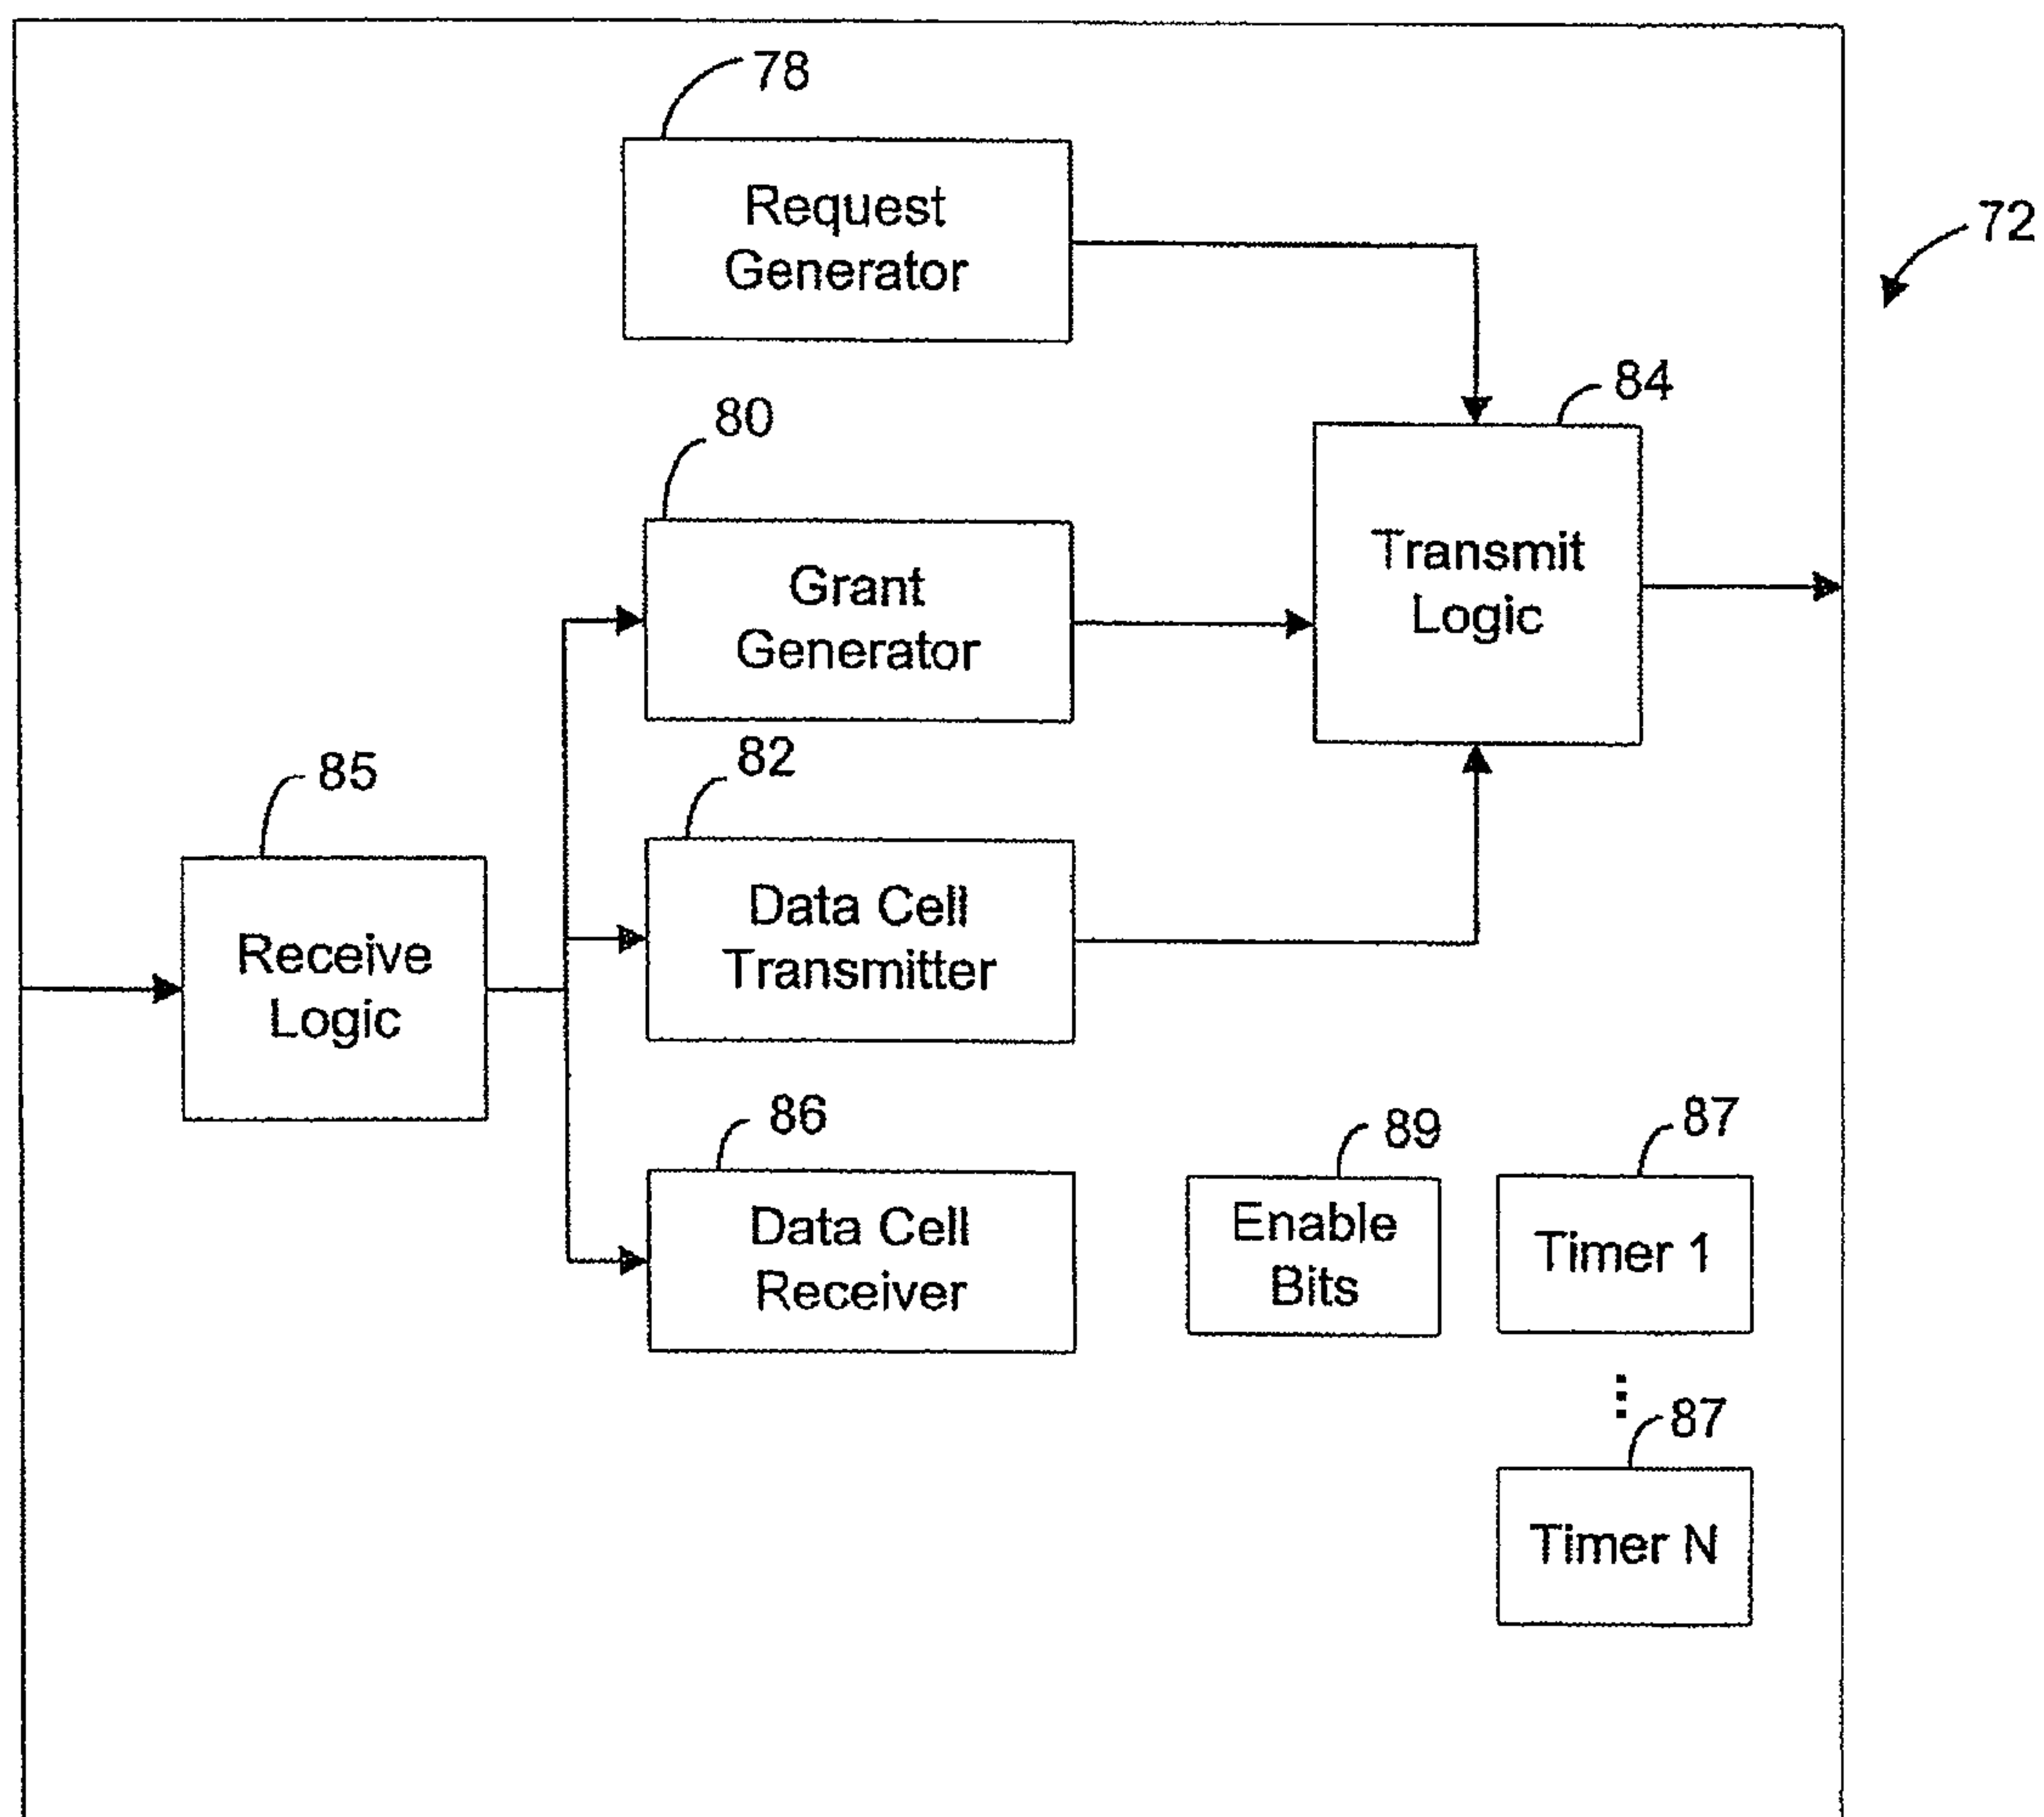 78
Request
Generator
72
84
80
Transmit
Logic
Grant
Generator
82
85
Data Cell
Transmitter
Receive
Logic
86
89
87
Data Cell
Receiver
Enable
Bits
Timer 1
87
Timer N